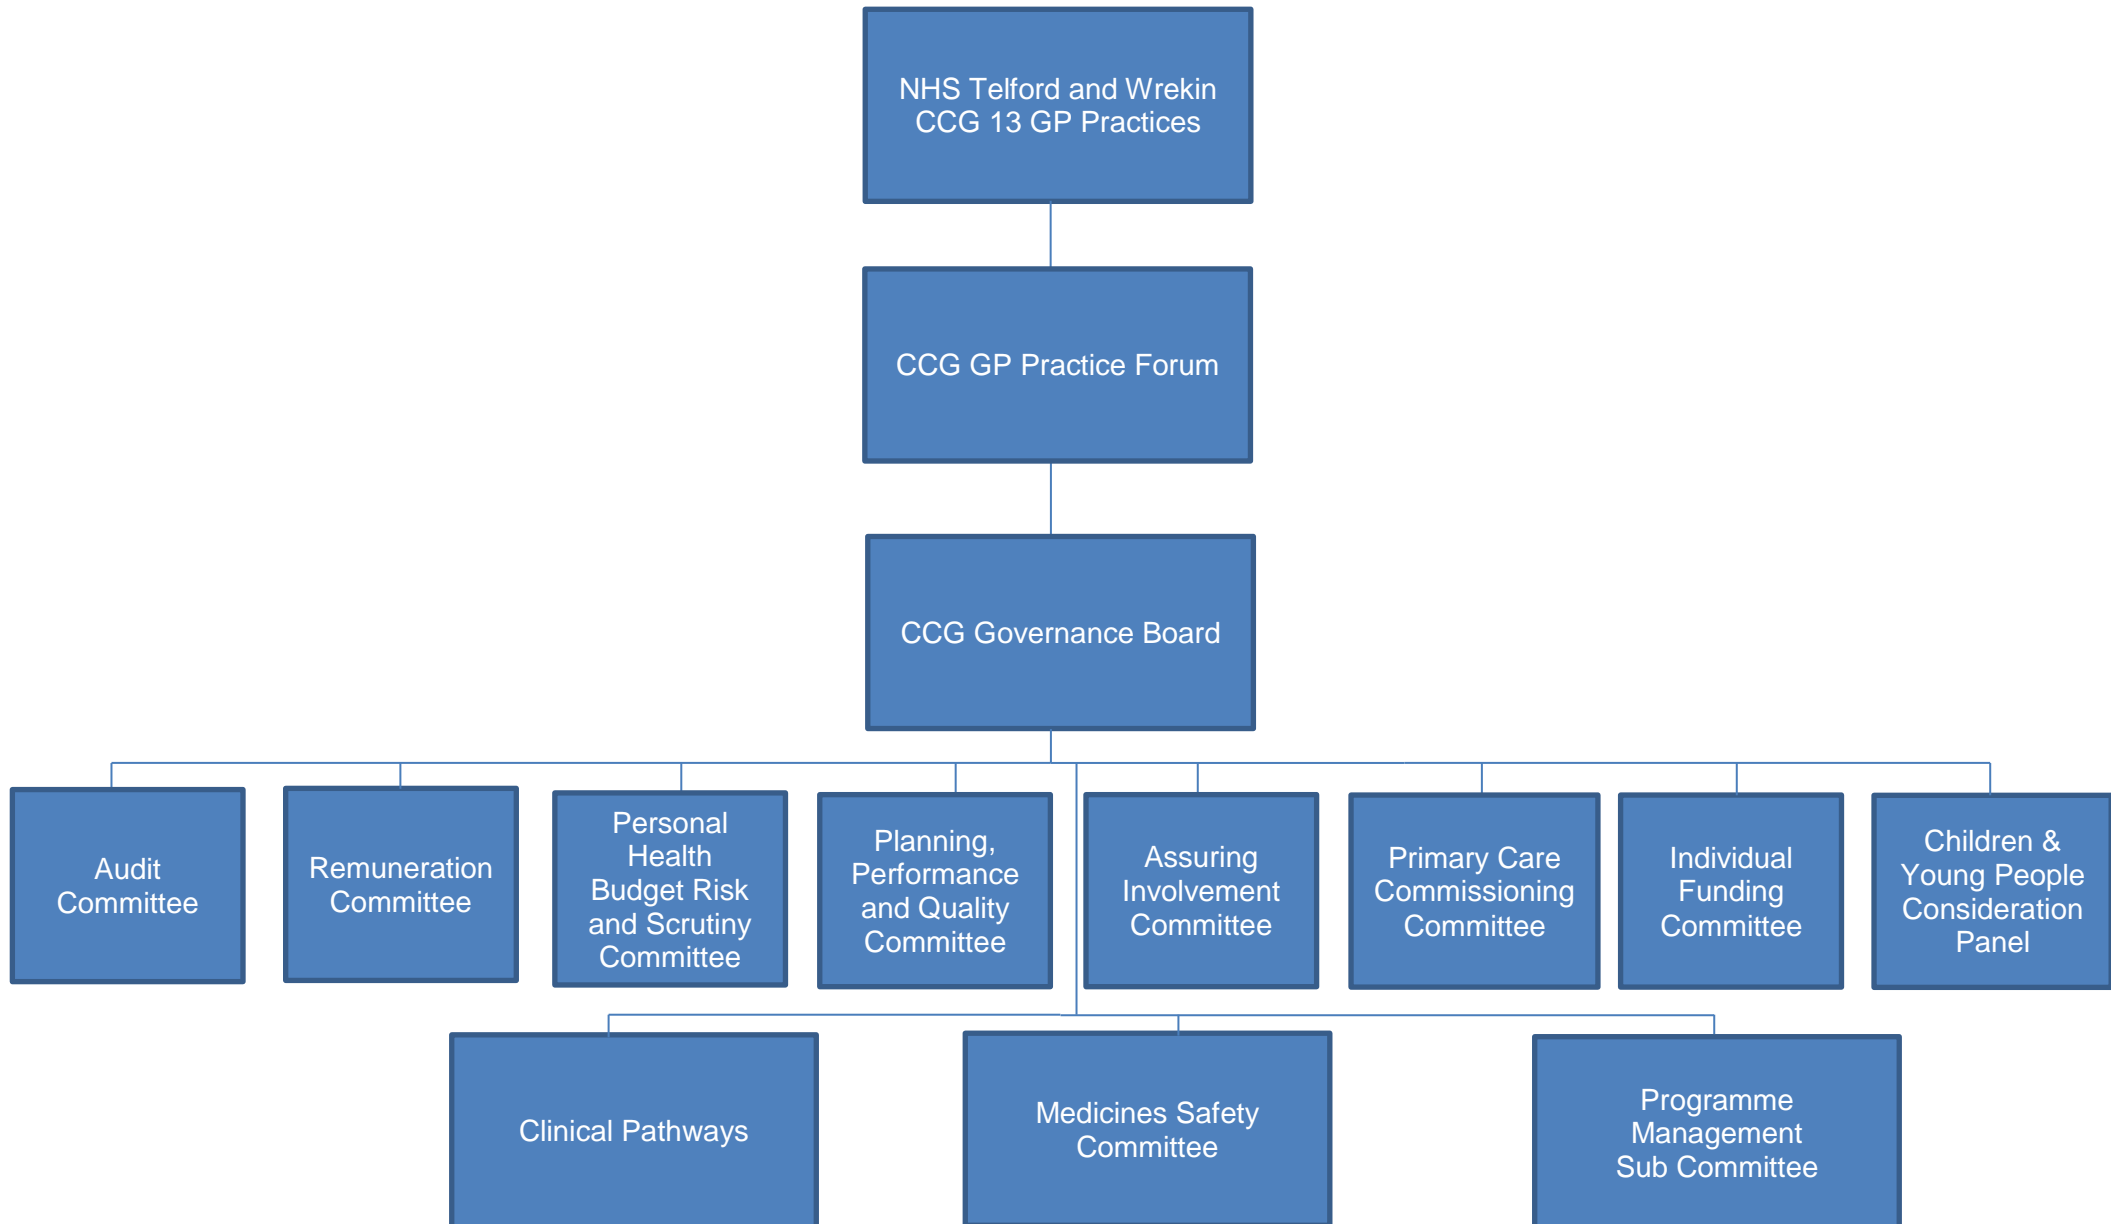 NHS Telford and Wrekin
CCG 13 GP Practices
CCG GP Practice Forum
CCG Governance Board
Audit
Committee
Remuneration
Committee
Personal
Health
Budget Risk
and Scrutiny
Committee
Planning,
Performance
and Quality
Committee
Assuring
Involvement
Committee
Primary Care
Commissioning
Committee
Individual
Funding
Committee
Children &
Young People
Consideration
Panel
Clinical Pathways
Medicines Safety
Committee
Programme
Management
Sub Committee